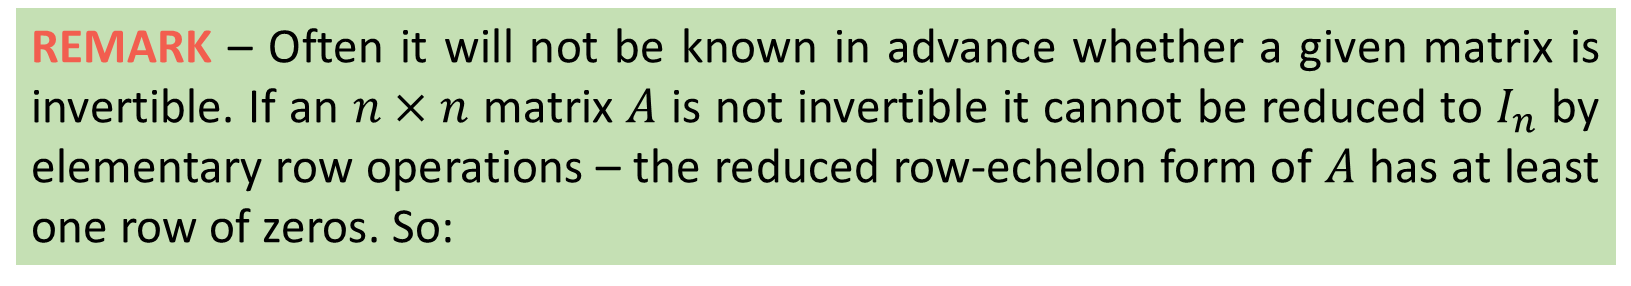 REMARK – Often it will not be known in advance whether a given matrix is
invertible. If an 𝑛 × 𝑛 matrix 𝐴 is not invertible it cannot be reduced to 𝐼ₙ by
elementary row operations – the reduced row-echelon form of 𝐴 has at least
one row of zeros. So: